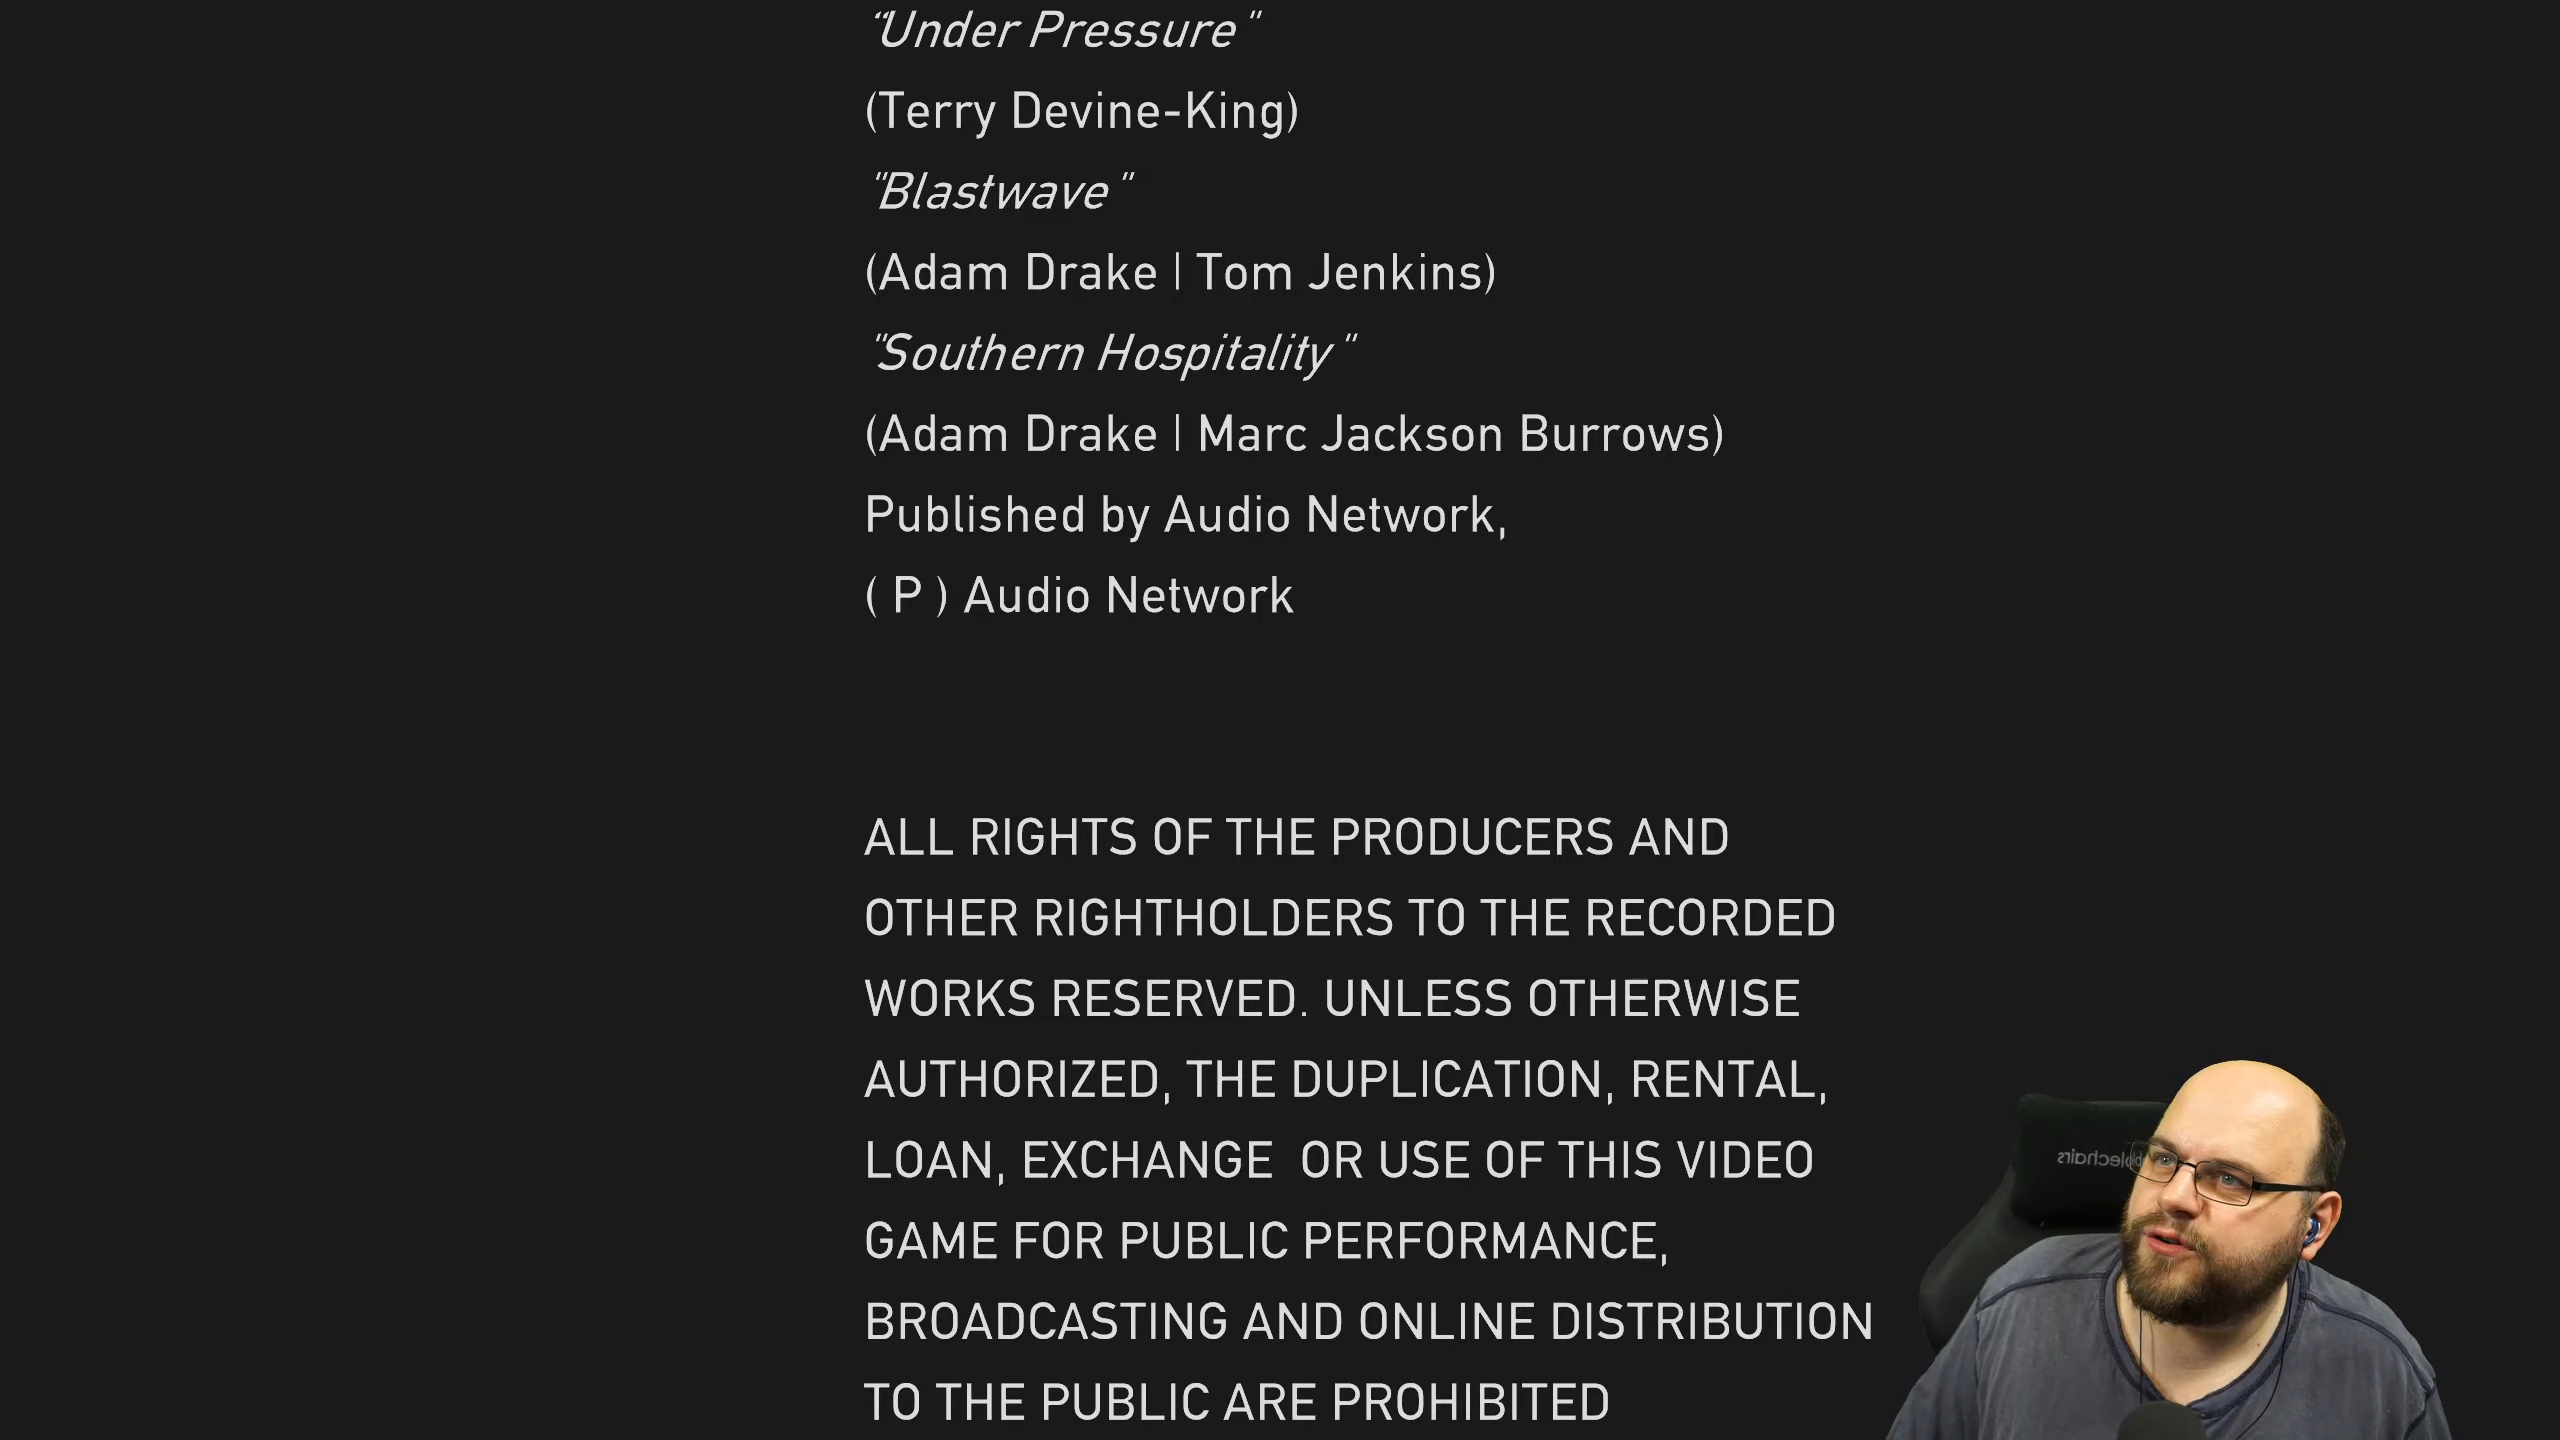 "Under Pressure"
(Terry Devine-King)
"Blastwave"
(Adam Drake | Tom Jenkins)
"Southern Hospitality"
(Adam Drake | Marc Jackson Burrows)
Published by Audio Network,
( P ) Audio Network
ALL RIGHTS OF THE PRODUCERS AND
OTHER RIGHTHOLDERS TO THE RECORDED
WORKS RESERVED. UNLESS OTHERWISE
AUTHORIZED, THE DUPLICATION, RENTAL,
LOAN, EXCHANGE  OR USE OF THIS VIDEO
GAME FOR PUBLIC PERFORMANCE,
BROADCASTING AND ONLINE DISTRIBUTION
TO THE PUBLIC ARE PROHIBITED